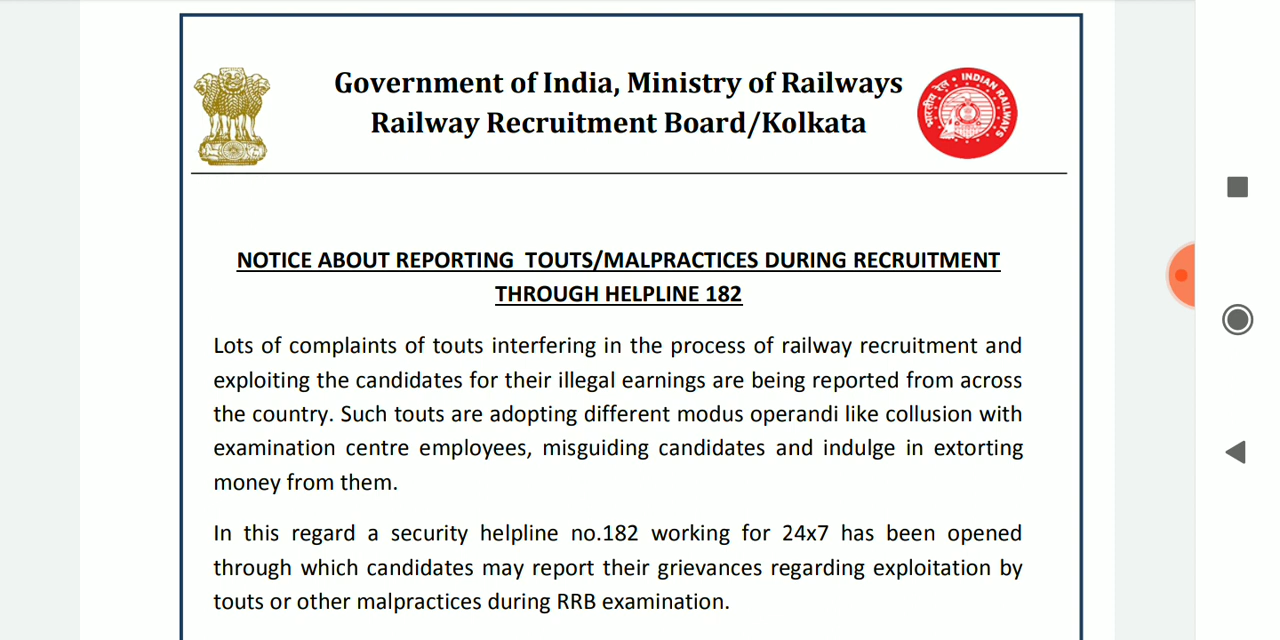 Government of India, Ministry of Railways
Railway Recruitment Board/Kolkata
भारतीय रेल • INDIAN RAILWAYS
NOTICE ABOUT REPORTING TOUTS/MALPRACTICES DURING RECRUITMENT
THROUGH HELPLINE 182
Lots of complaints of touts interfering in the process of railway recruitment and
exploiting the candidates for their illegal earnings are being reported from across
the country. Such touts are adopting different modus operandi like collusion with
examination centre employees, misguiding candidates and indulge in extorting
money from them.
In this regard a security helpline no.182 working for 24x7 has been opened
through which candidates may report their grievances regarding exploitation by
touts or other malpractices during RRB examination.